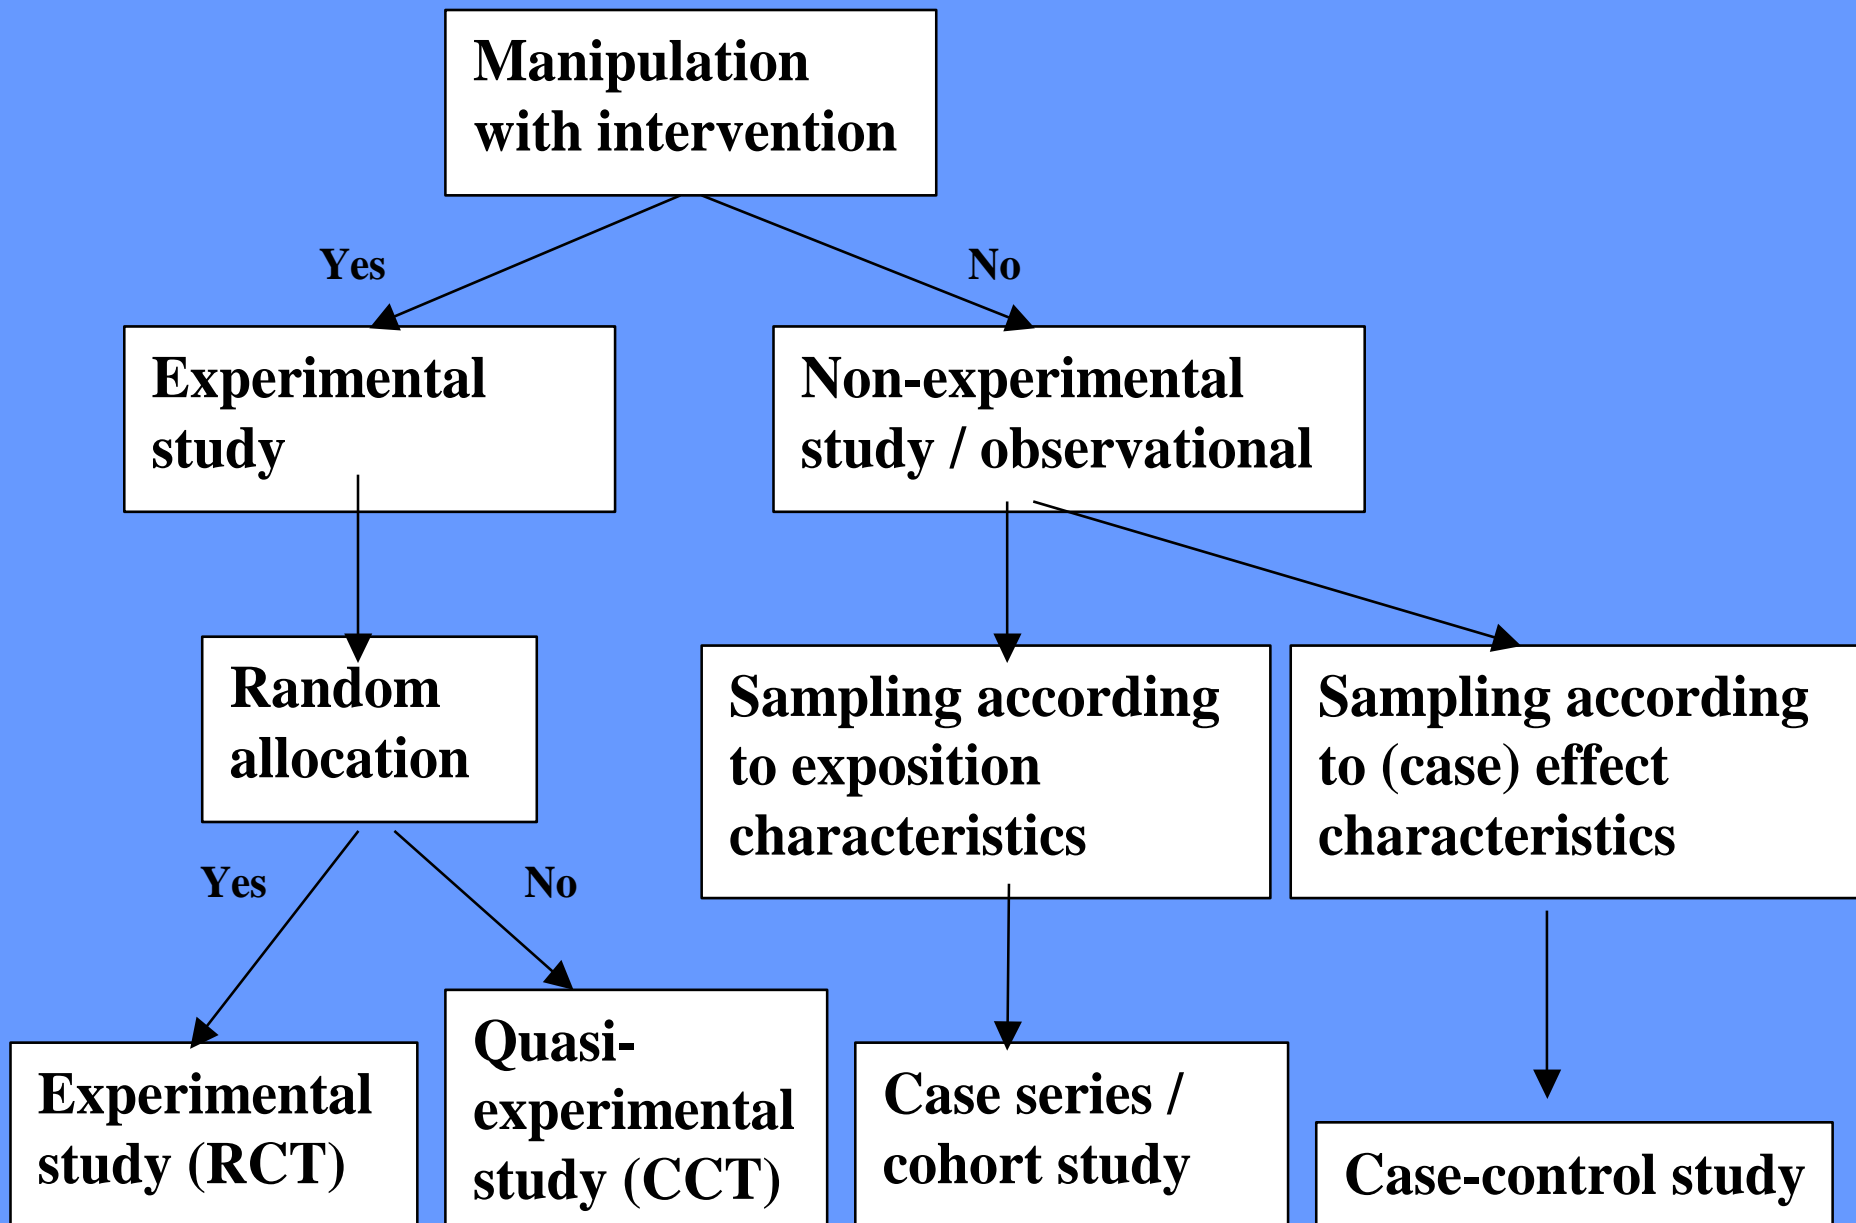 Manipulation
with intervention
Yes
No
Experimental
study
Non-experimental
study / observational
Random
allocation
Sampling according
to exposition
characteristics
Sampling according
to (case) effect
characteristics
Yes
No
Experimental
study (RCT)
Quasi-
experimental
study (CCT)
Case series /
cohort study
Case-control study